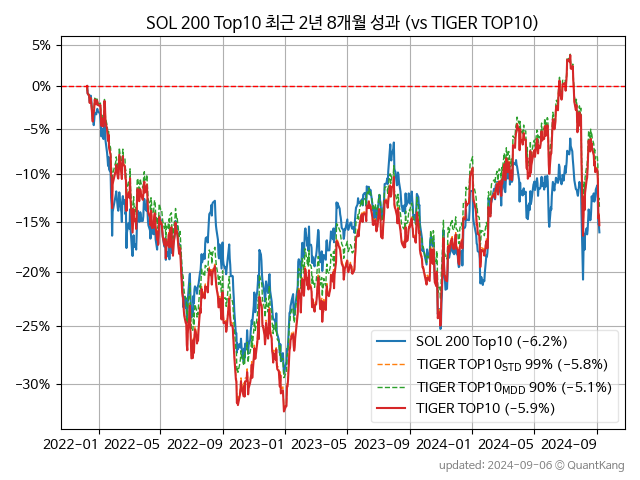 SOL 200 Top10 최근 2년 8개월 성과 (vs TIGER TOP10)
5%
0%
−5%
−10%
−15%
−20%
−25%
−30%
SOL 200 Top10 (−6.2%)
TIGER TOP10STD 99% (−5.8%)
TIGER TOP10MDD 90% (−5.1%)
TIGER TOP10 (−5.9%)
2022−01 2022−05 2022−09 2023−01 2023−05 2023−09 2024−01 2024−05 2024−09
updated: 2024-09-06 © QuantKang